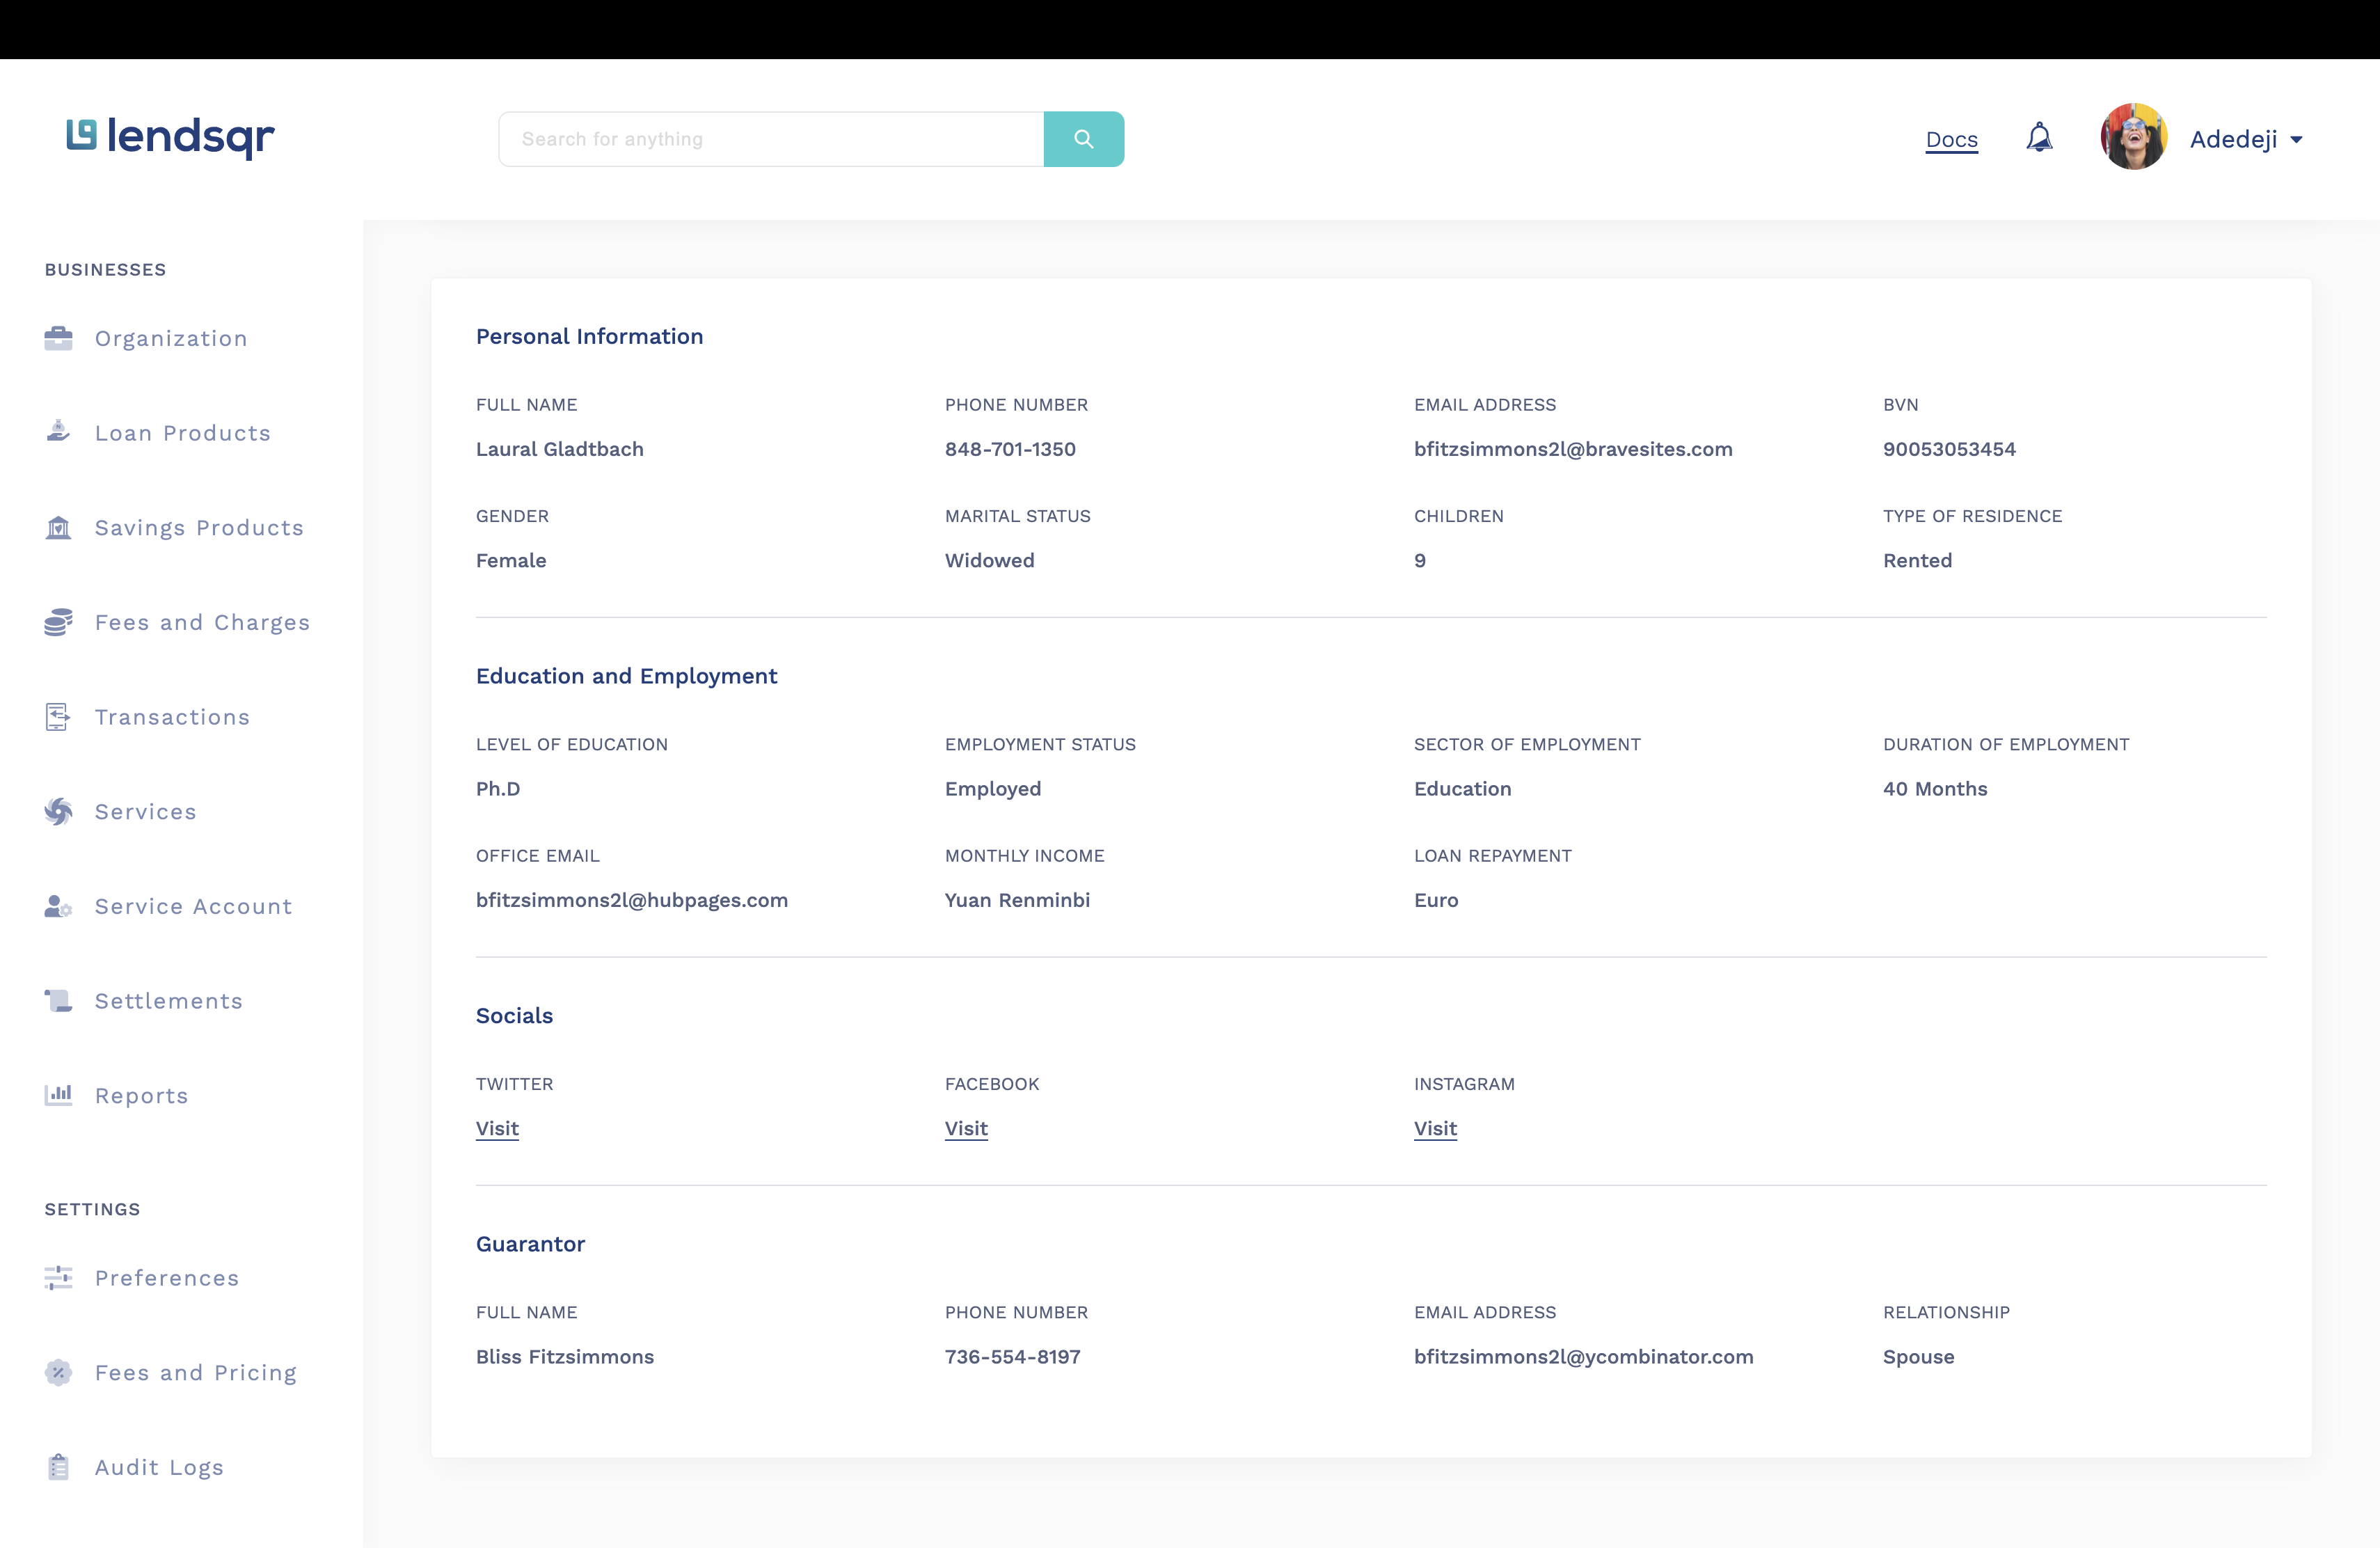 lendsqr
Search for anything
Docs
Adedeji
BUSINESSES
Organization
Loan Products
Savings Products
Fees and Charges
Transactions
Services
Service Account
Settlements
Reports
SETTINGS
Preferences
Fees and Pricing
Audit Logs
Personal Information
FULL NAME PHONE NUMBER EMAIL ADDRESS BVN
Laural Gladtbach 848-701-1350 bfitzsimmons2l@bravesites.com 90053053454
GENDER MARITAL STATUS CHILDREN TYPE OF RESIDENCE
Female Widowed 9 Rented
Education and Employment
LEVEL OF EDUCATION EMPLOYMENT STATUS SECTOR OF EMPLOYMENT DURATION OF EMPLOYMENT
Ph.D Employed Education 40 Months
OFFICE EMAIL MONTHLY INCOME LOAN REPAYMENT
bfitzsimmons2l@hubpages.com Yuan Renminbi Euro
Socials
TWITTER FACEBOOK INSTAGRAM
Visit Visit Visit
Guarantor
FULL NAME PHONE NUMBER EMAIL ADDRESS RELATIONSHIP
Bliss Fitzsimmons 736-554-8197 bfitzsimmons2l@ycombinator.com Spouse